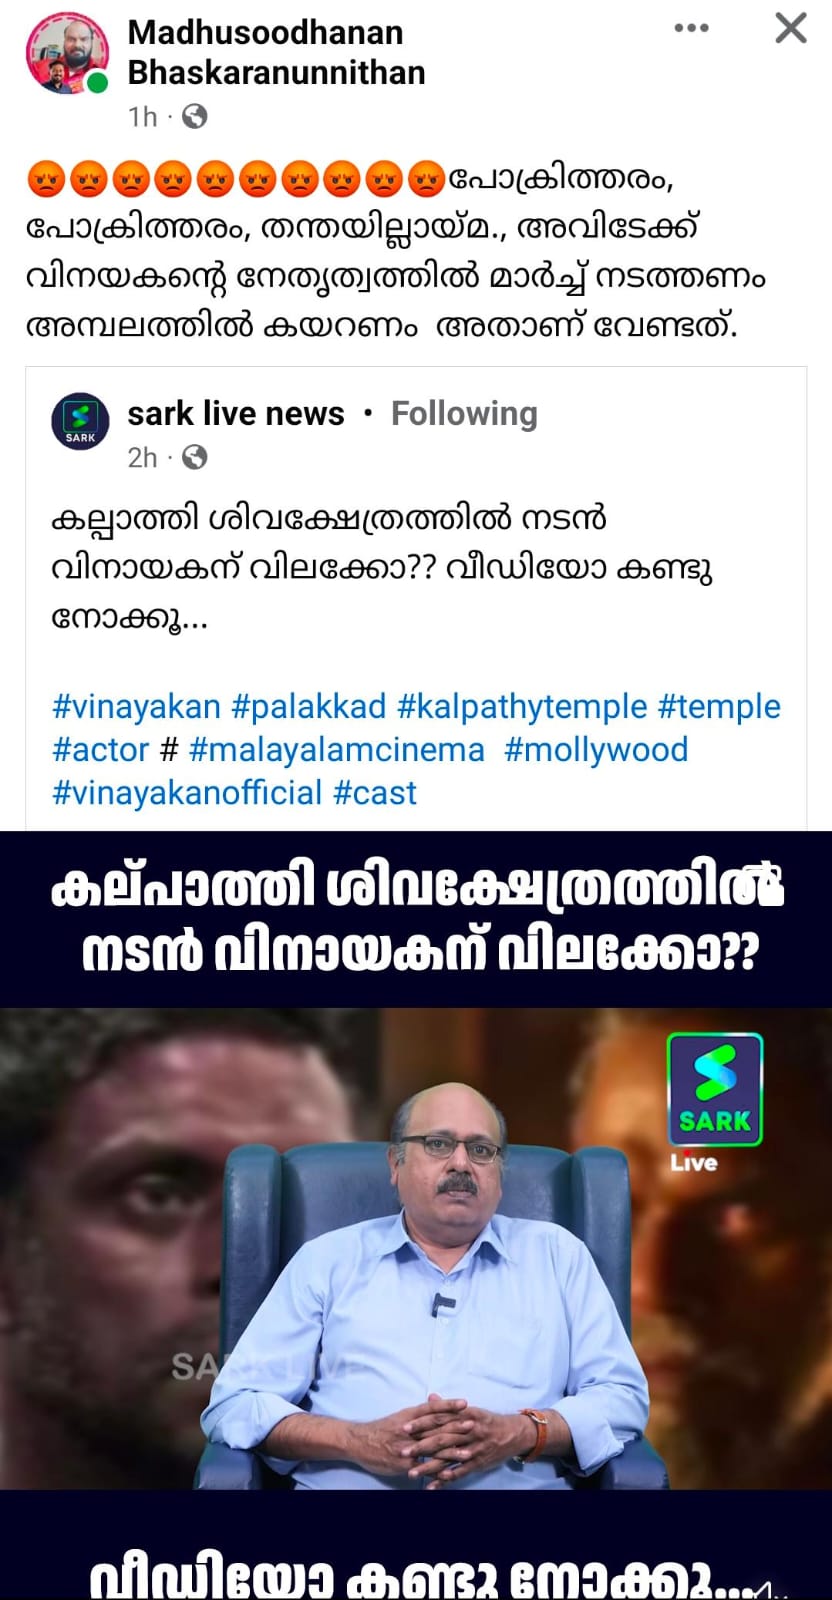 Madhusoodhanan
Bhaskaranunnithan
1h ·
😡😡😡😡😡😡😡😡😡😡പോക്രിത്തരം,
പോക്രിത്തരം, തന്തയില്ലായ്മ., അവിടേക്ക്
വിനയകന്റെ നേതൃത്വത്തിൽ മാർച്ച് നടത്തണം
അമ്പലത്തിൽ കയറണം അതാണ് വേണ്ടത്.
SARK
sark live news • Following
2h ·
കല്പാത്തി ശിവക്ഷേത്രത്തിൽ നടൻ
വിനായകന് വിലക്കോ?? വീഡിയോ കണ്ടു
നോക്കൂ...
#vinayakan #palakkad #kalpathytemple #temple
#actor # #malayalamcinema #mollywood
#vinayakanofficial #cast
കല്പാത്തി ശിവക്ഷേത്രത്തിൽ
നടൻ വിനായകന് വിലക്കോ??
SARK
Live
SARK LIVE
വീഡിയോ കണ്ടു നോക്കൂ...